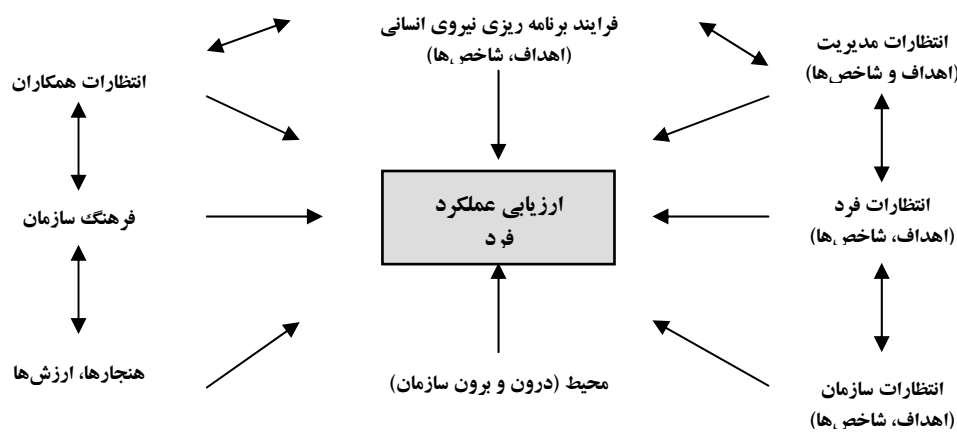 فرایند برنامه ریزی نیروی انسانی
(اهداف، شاخص‌ها)
انتظارات مدیریت
(اهداف و شاخص‌ها)
انتظارات همکاران
ارزیابی عملکرد
فرد
انتظارات فرد
(اهداف، شاخص‌ها)
فرهنگ سازمان
هنجارها، ارزش‌ها
محیط (درون و برون سازمان)
انتظارات سازمان
(اهداف، شاخص‌ها)